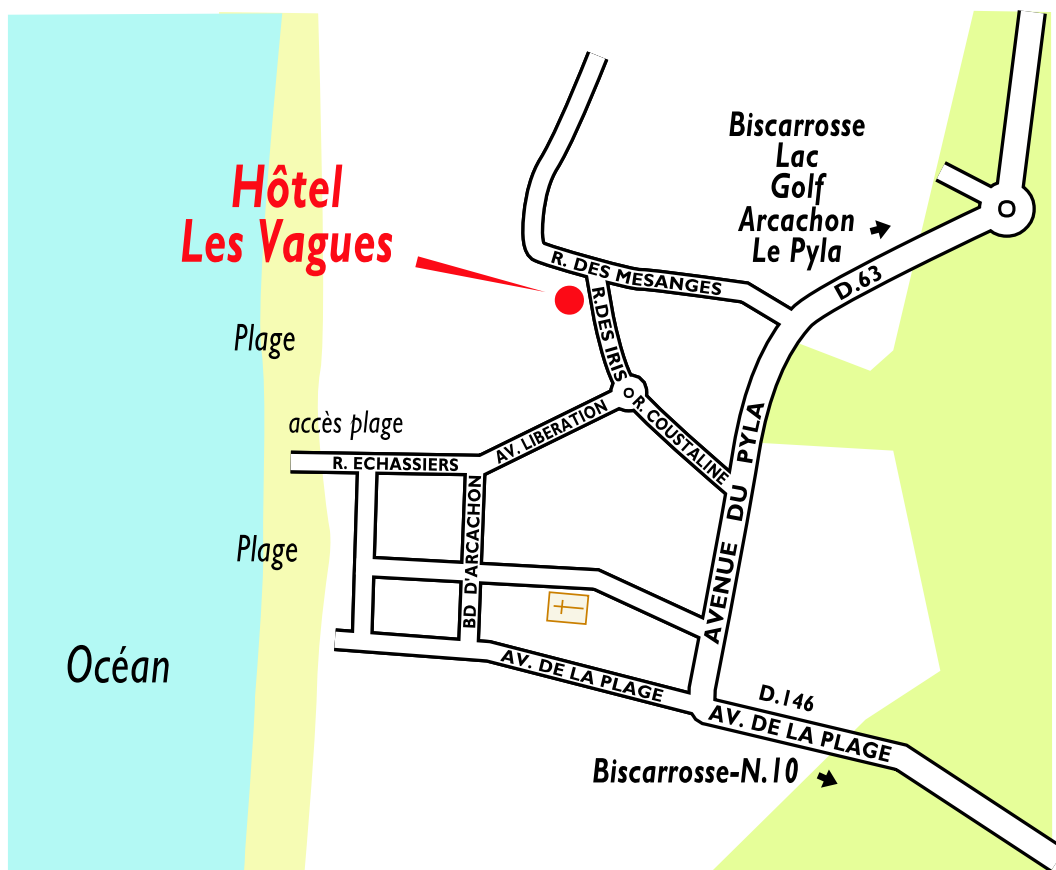 Biscarrosse
Lac
Golf
Arcachon
Le Pyla
Hôtel
Les Vagues
R. DES MESANGES
D.63
R.DES IRIS
Plage
accès plage
AV. LIBERATION
R. COUSTALINE
R. ECHASSIERS
AVENUE DU PYLA
BD D'ARCACHON
Plage
Océan
AV. DE LA PLAGE
D.146
AV. DE LA PLAGE
Biscarrosse-N.10